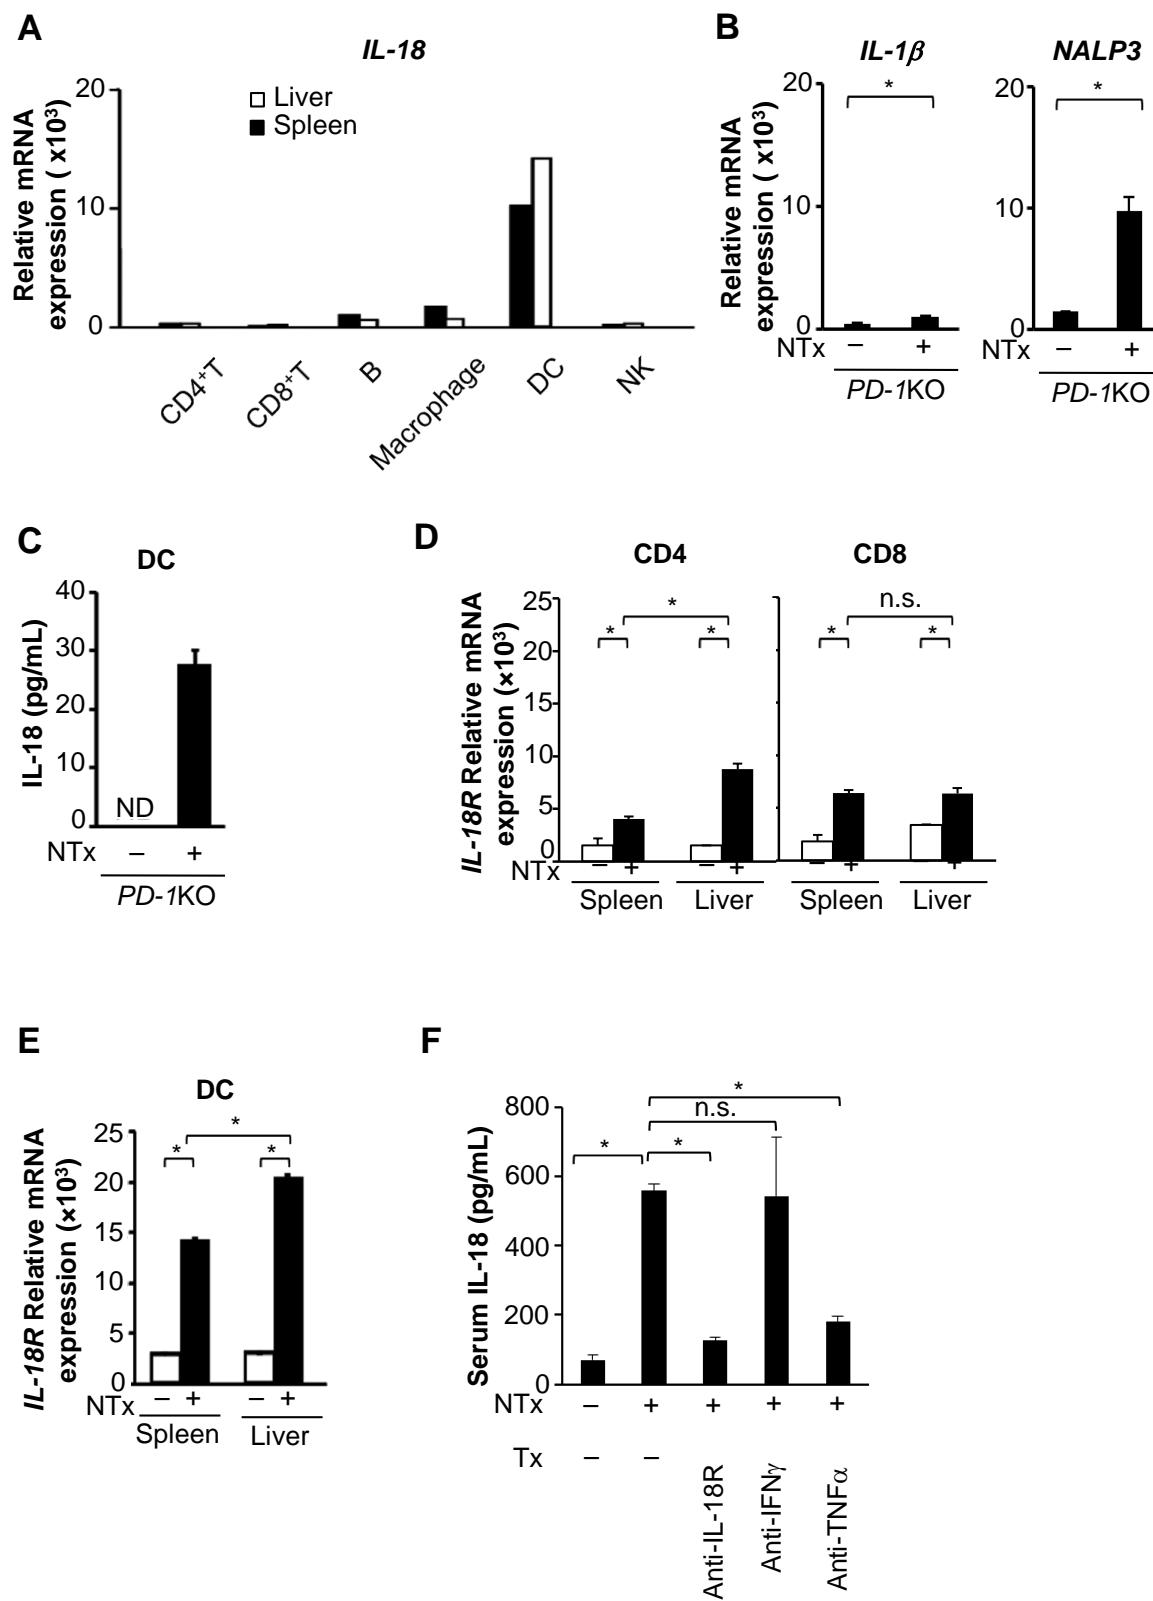 A
IL-18
Relative mRNA
expression ( x10³)
20
10
0
Liver
Spleen
CD4⁺T
CD8⁺T
B
Macrophage
DC
NK
B
IL-1β
NALP3
Relative mRNA
expression ( x10³)
20
10
0
*
NTx
–
+
PD-1KO
20
10
0
*
NTx
–
+
PD-1KO
C
DC
IL-18 (pg/mL)
40
30
20
10
0
ND
NTx
–
+
PD-1KO
D
CD4
CD8
IL-18R Relative mRNA
expression (×10³)
25
20
15
10
5
0
*
*
*
n.s.
*
*
NTx
– + – + – + – +
Spleen
Liver
Spleen
Liver
E
DC
IL-18R Relative mRNA
expression (×10³)
25
20
15
10
5
0
*
*
*
NTx
– + – +
Spleen
Liver
F
Serum IL-18 (pg/mL)
800
600
400
200
0
*
n.s.
*
*
NTx
– + + + +
Tx
– –
Anti-IL-18R
Anti-IFNγ
Anti-TNFα